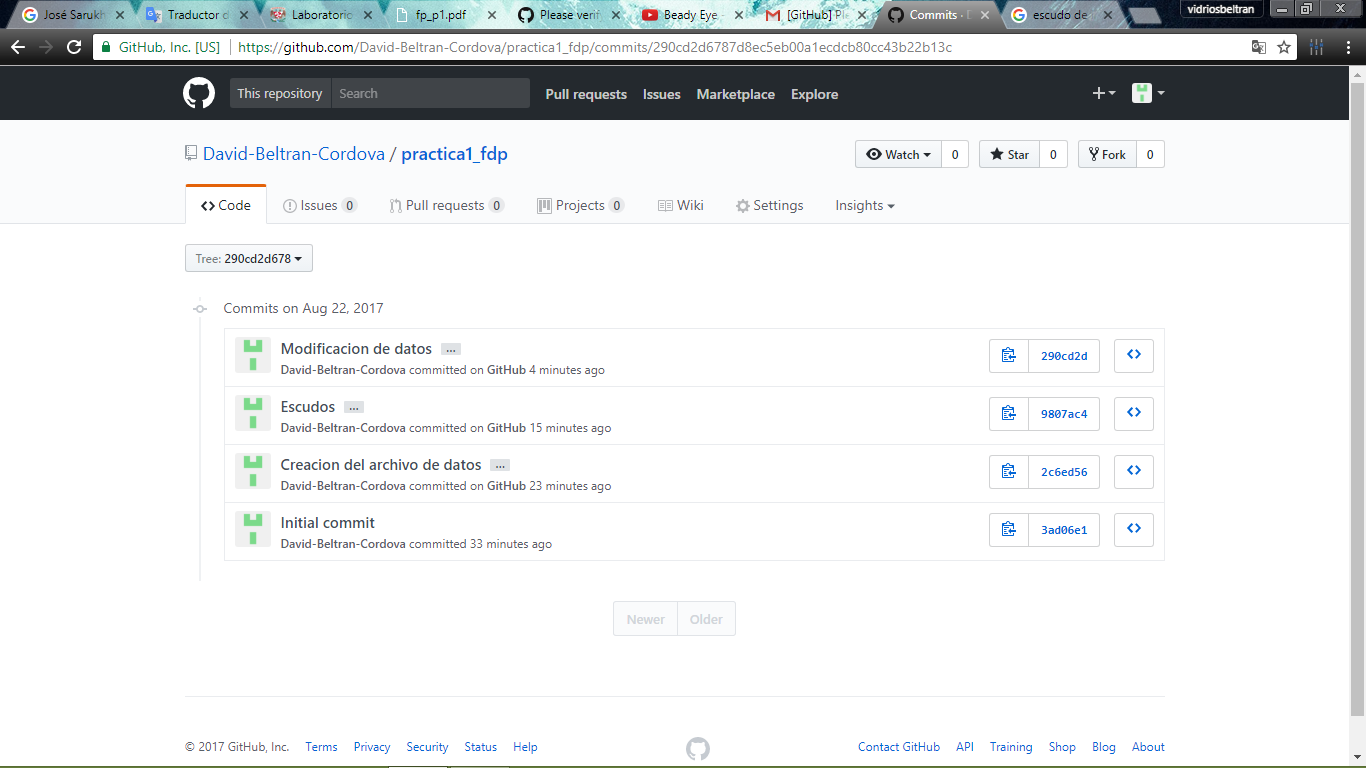 José Sarukh
Traductor d
Laboratorio
fp_p1.pdf
Please verif
Beady Eye -
[GitHub] Pl
Commits · D
escudo de
vidriosbeltran
GitHub, Inc. [US] https://github.com/David-Beltran-Cordova/practica1_fdp/commits/290cd2d6787d8ec5eb00a1ecdcb80cc43b22b13c
This repository Search Pull requests Issues Marketplace Explore
David-Beltran-Cordova / practica1_fdp Watch 0 Star 0 Fork 0
Code Issues 0 Pull requests 0 Projects 0 Wiki Settings Insights
Tree: 290cd2d678
Commits on Aug 22, 2017
Modificacion de datos … 290cd2d
David-Beltran-Cordova committed on GitHub 4 minutes ago
Escudos … 9807ac4
David-Beltran-Cordova committed on GitHub 15 minutes ago
Creacion del archivo de datos … 2c6ed56
David-Beltran-Cordova committed on GitHub 23 minutes ago
Initial commit 3ad06e1
David-Beltran-Cordova committed 33 minutes ago
Newer Older
© 2017 GitHub, Inc. Terms Privacy Security Status Help Contact GitHub API Training Shop Blog About